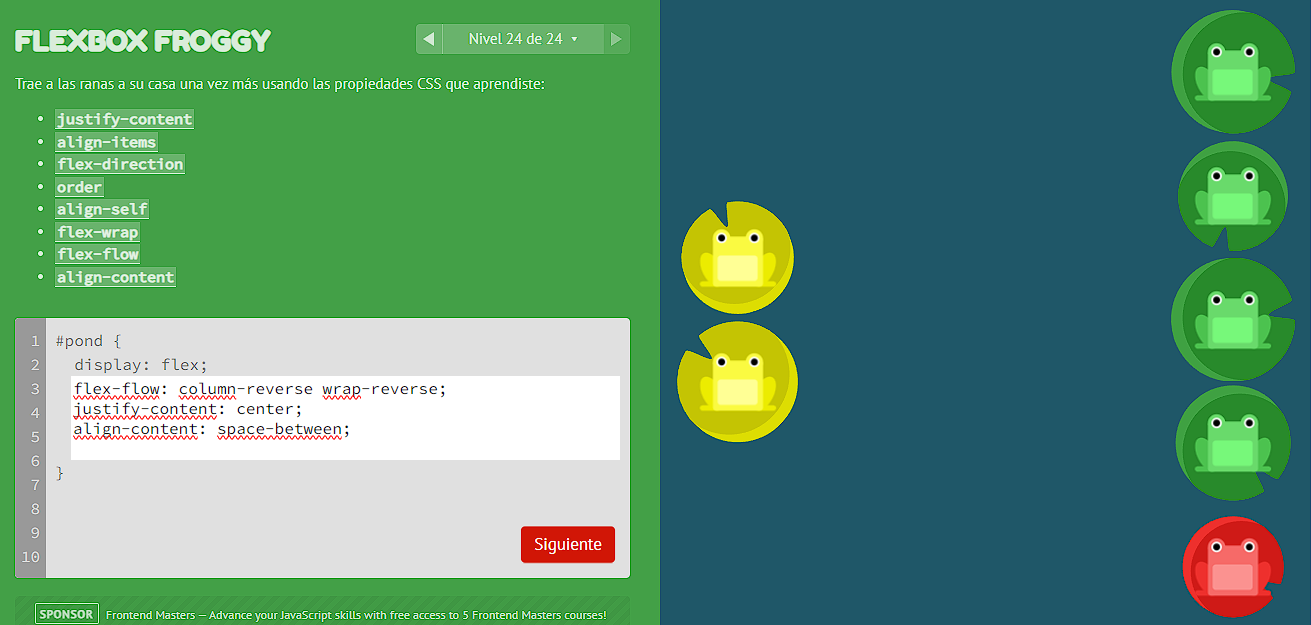 FLEXBOX FROGGY
◀ Nivel 24 de 24 ▾ ▶
Trae a las ranas a su casa una vez más usando las propiedades CSS que aprendiste:
• justify-content
• align-items
• flex-direction
• order
• align-self
• flex-wrap
• flex-flow
• align-content
1 #pond {
2 display: flex;
3 flex-flow: column-reverse wrap-reverse;
4 justify-content: center;
5 align-content: space-between;
6
7 }
8
9
10
Siguiente
SPONSOR Frontend Masters — Advance your JavaScript skills with free access to 5 Frontend Masters courses!